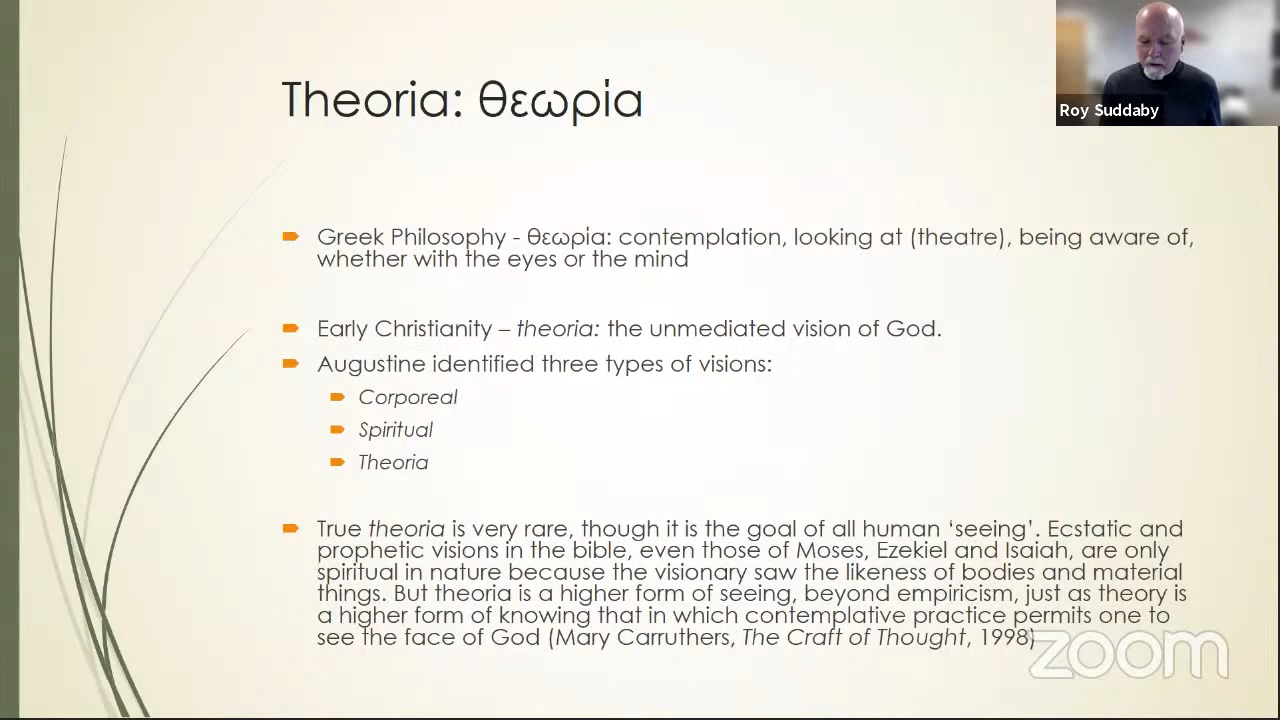 Theoria: θεωρία
Roy Suddaby
Greek Philosophy - θεωρία: contemplation, looking at (theatre), being aware of,
whether with the eyes or the mind
Early Christianity – theoria: the unmediated vision of God.
Augustine identified three types of visions:
Corporeal
Spiritual
Theoria
True theoria is very rare, though it is the goal of all human ‘seeing’. Ecstatic and
prophetic visions in the bible, even those of Moses, Ezekiel and Isaiah, are only
spiritual in nature because the visionary saw the likeness of bodies and material
things. But theoria is a higher form of seeing, beyond empiricism, just as theory is
a higher form of knowing that in which contemplative practice permits one to
see the face of God (Mary Carruthers, The Craft of Thought, 1998)
zoom